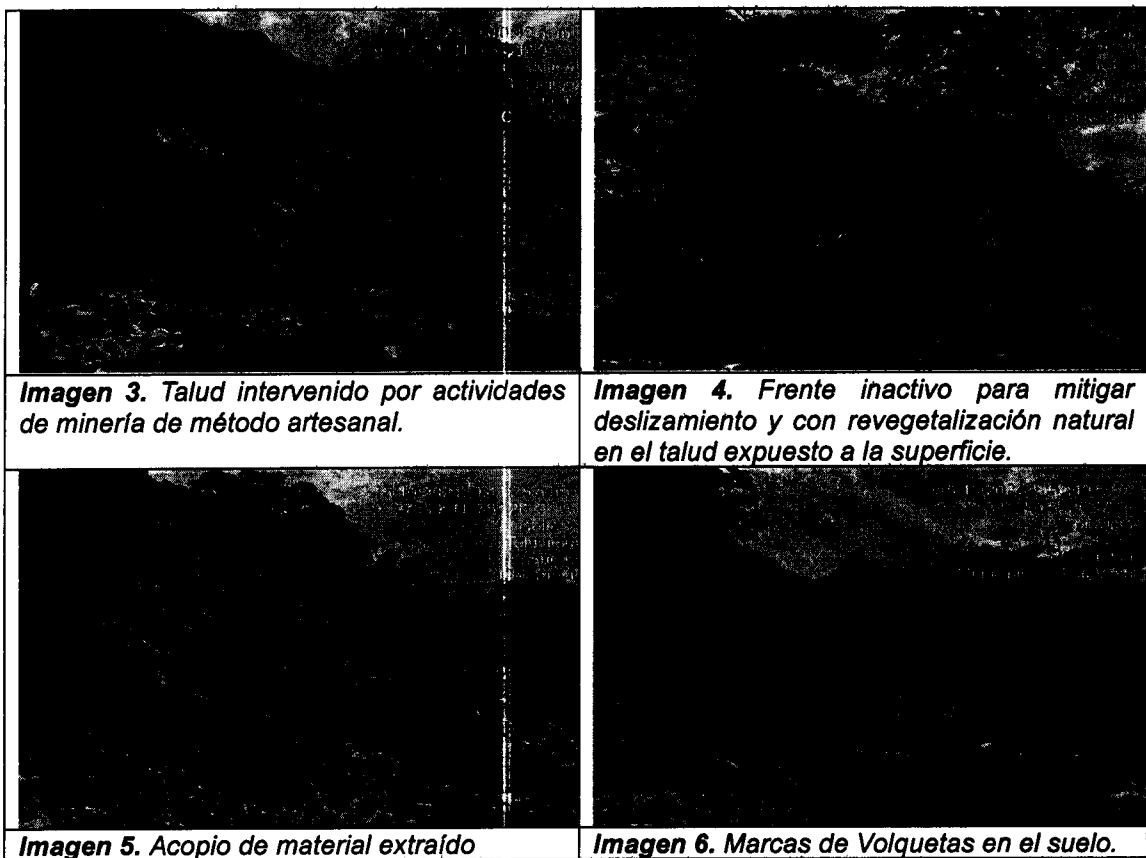 Imagen 3. Talud intervenido por actividades
de minería de método artesanal.
Imagen 4. Frente inactivo para mitigar
deslizamiento y con revegetalización natural
en el talud expuesto a la superficie.
Imagen 5. Acopio de material extraído
Imagen 6. Marcas de Volquetas en el suelo.